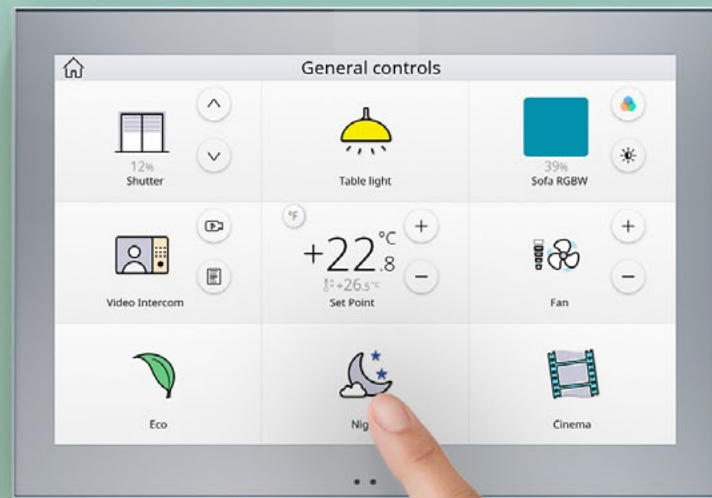 General controls
12%
Shutter
Table light
39%
Sofa RGBW
Video Intercom
°F
+22.8 °C
+26.5 °C
Set Point
+
−
Fan
+
−
Eco
Cinema